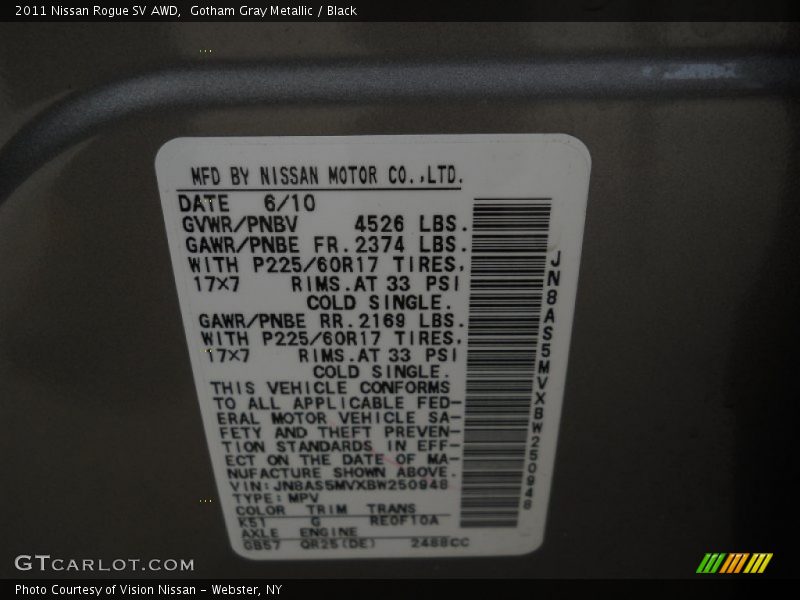 2011 Nissan Rogue SV AWD,  Gotham Gray Metallic / Black
MFD BY NISSAN MOTOR CO.,LTD.
DATE 6/10
GVWR/PNBV 4526 LBS.
GAWR/PNBE FR. 2374 LBS.
WITH P225/60R17 TIRES,
17×7 RIMS.AT 33 PSI
COLD SINGLE.
GAWR/PNBE RR. 2169 LBS.
WITH P225/60R17 TIRES,
17×7 RIMS.AT 33 PSI
COLD SINGLE.
THIS VEHICLE CONFORMS
TO ALL APPLICABLE FED-
ERAL MOTOR VEHICLE SA-
FETY AND THEFT PREVEN-
TION STANDARDS IN EFF-
ECT ON THE DATE OF MA-
NUFACTURE SHOWN ABOVE.
VIN:JN8AS5MVXBW250948
TYPE:MPV
COLOR TRIM TRANS
K51 G RE0F10A
AXLE ENGINE
GB57 QR25(DE) 2488CC
JN8AS5MVXBW250948
GTCARLOT.COM
Photo Courtesy of Vision Nissan - Webster, NY